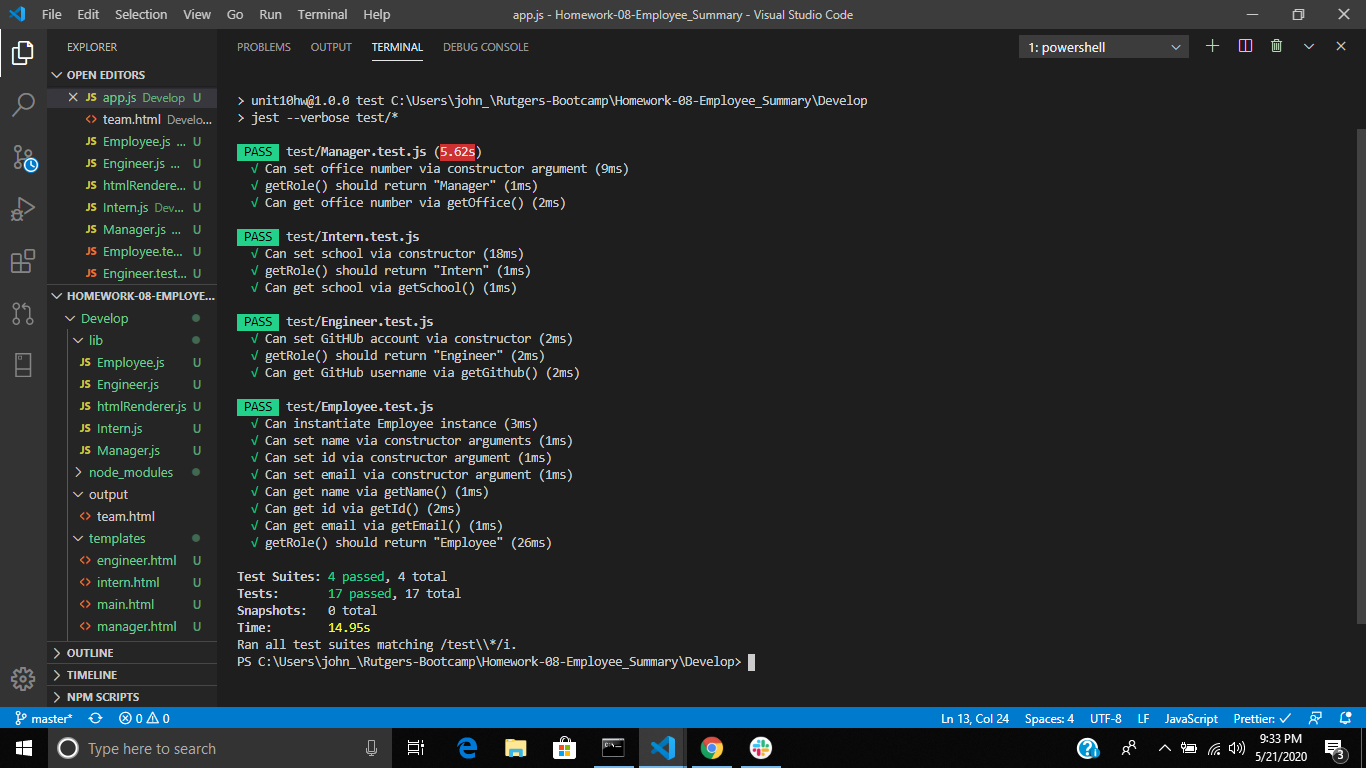 File Edit Selection View Go Run Terminal Help app.js - Homework-08-Employee_Summary - Visual Studio Code
EXPLORER
OPEN EDITORS
JS app.js Develop U
<> team.html Develo...
JS Employee.js ... U
JS Engineer.js ... U
JS htmlRendere... U
JS Intern.js Dev... U
JS Manager.js ... U
JS Employee.te... U
JS Engineer.test... U
HOMEWORK-08-EMPLOYE...
Develop
lib
JS Employee.js U
JS Engineer.js U
JS htmlRenderer.js U
JS Intern.js U
JS Manager.js U
node_modules
output
<> team.html
templates
<> engineer.html U
<> intern.html U
<> main.html U
<> manager.html U
OUTLINE
TIMELINE
NPM SCRIPTS
PROBLEMS OUTPUT TERMINAL DEBUG CONSOLE 1: powershell
> unit10hw@1.0.0 test C:\Users\john_\Rutgers-Bootcamp\Homework-08-Employee_Summary\Develop
> jest --verbose test/*
PASS test/Manager.test.js (5.62s)
√ Can set office number via constructor argument (9ms)
√ getRole() should return "Manager" (1ms)
√ Can get office number via getOffice() (2ms)
PASS test/Intern.test.js
√ Can set school via constructor (18ms)
√ getRole() should return "Intern" (1ms)
√ Can get school via getSchool() (1ms)
PASS test/Engineer.test.js
√ Can set GitHUb account via constructor (2ms)
√ getRole() should return "Engineer" (2ms)
√ Can get GitHub username via getGithub() (2ms)
PASS test/Employee.test.js
√ Can instantiate Employee instance (3ms)
√ Can set name via constructor arguments (1ms)
√ Can set id via constructor argument (1ms)
√ Can set email via constructor argument (1ms)
√ Can get name via getName() (1ms)
√ Can get id via getId() (2ms)
√ Can get email via getEmail() (1ms)
√ getRole() should return "Employee" (26ms)
Test Suites: 4 passed, 4 total
Tests: 17 passed, 17 total
Snapshots: 0 total
Time: 14.95s
Ran all test suites matching /test\\*/i.
PS C:\Users\john_\Rutgers-Bootcamp\Homework-08-Employee_Summary\Develop>
master* 0 0 Ln 13, Col 24 Spaces: 4 UTF-8 LF JavaScript Prettier: ✓
Type here to search
9:33 PM
5/21/2020
3